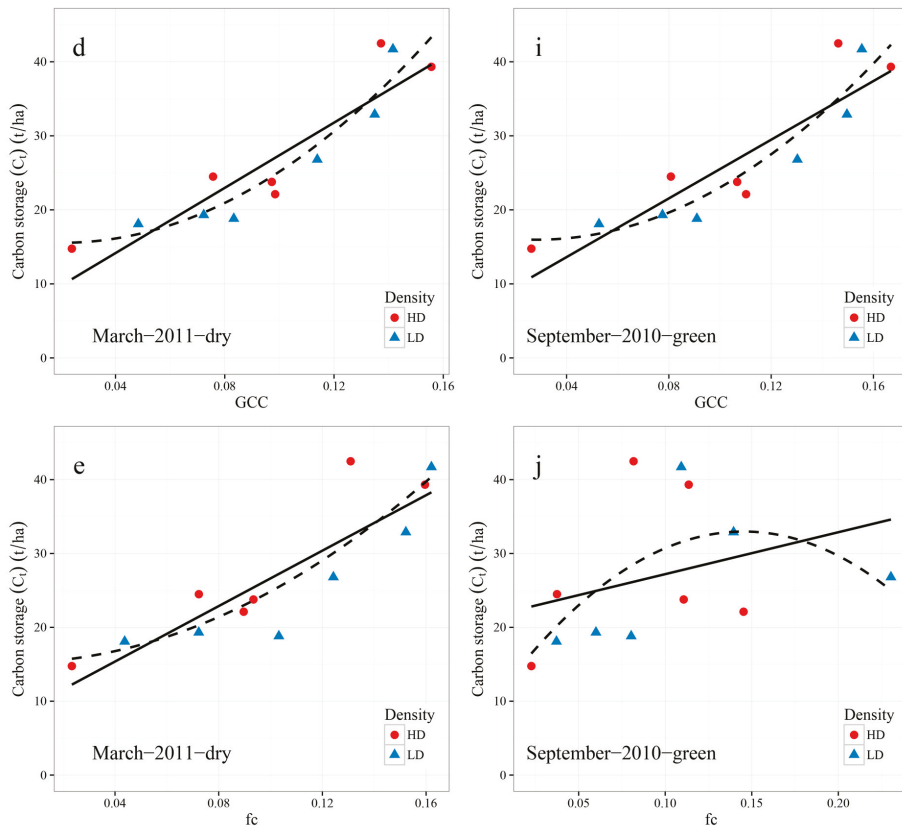 d
Carbon storage (Cₜ) (t/ha)
40
30
20
10
0
Density
HD
LD
March−2011−dry
0.04 0.08 0.12 0.16
GCC
i
Carbon storage (Cₜ) (t/ha)
40
30
20
10
0
Density
HD
LD
September−2010−green
0.04 0.08 0.12 0.16
GCC
e
Carbon storage (Cₜ) (t/ha)
40
30
20
10
0
Density
HD
LD
March−2011−dry
0.04 0.08 0.12 0.16
fc
j
Carbon storage (Cₜ) (t/ha)
40
30
20
10
0
Density
HD
LD
September−2010−green
0.05 0.10 0.15 0.20
fc